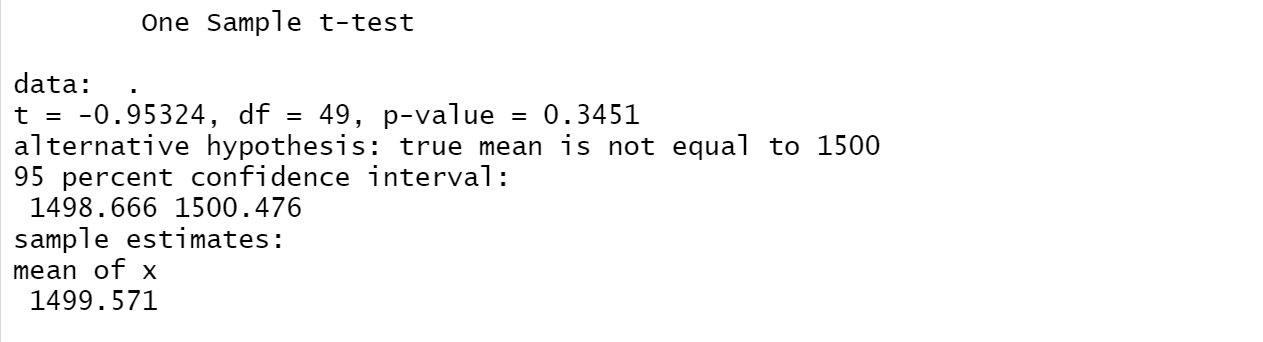 One Sample t-test
data:  .
t = -0.95324, df = 49, p-value = 0.3451
alternative hypothesis: true mean is not equal to 1500
95 percent confidence interval:
1498.666 1500.476
sample estimates:
mean of x
1499.571